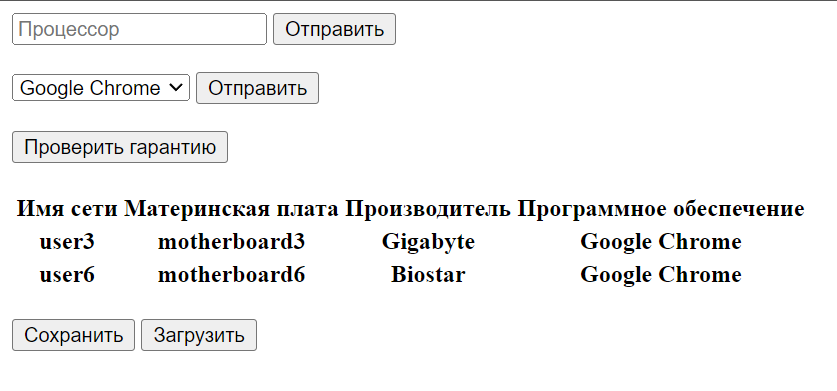 Процессор Отправить
Google Chrome Отправить
Проверить гарантию
Имя сети Материнская плата Производитель Программное обеспечение
user3 motherboard3 Gigabyte Google Chrome
user6 motherboard6 Biostar Google Chrome
Сохранить Загрузить